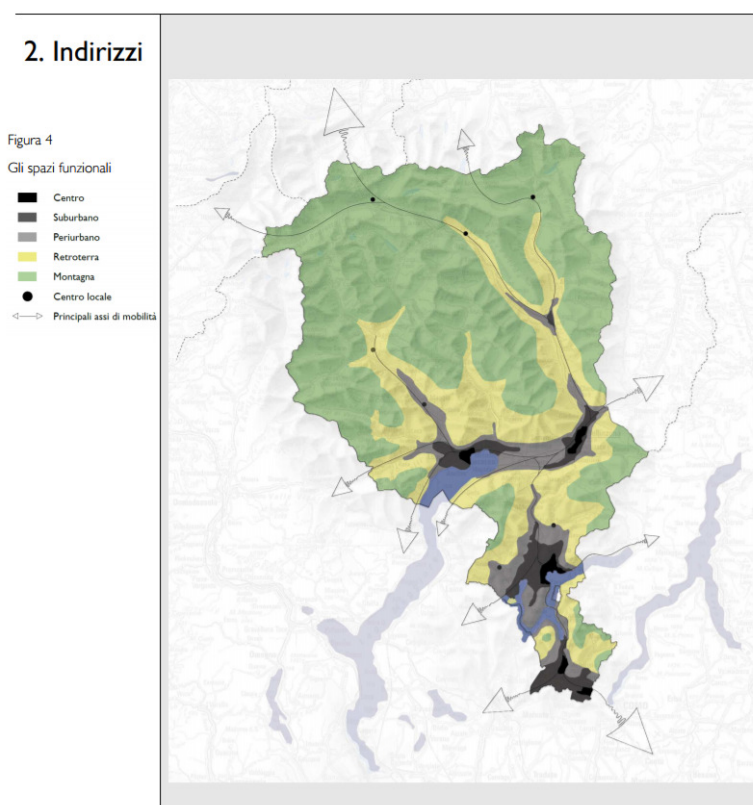 2. Indirizzi
Figura 4
Gli spazi funzionali
Centro
Suburbano
Periurbano
Retroterra
Montagna
Centro locale
Principali assi di mobilità